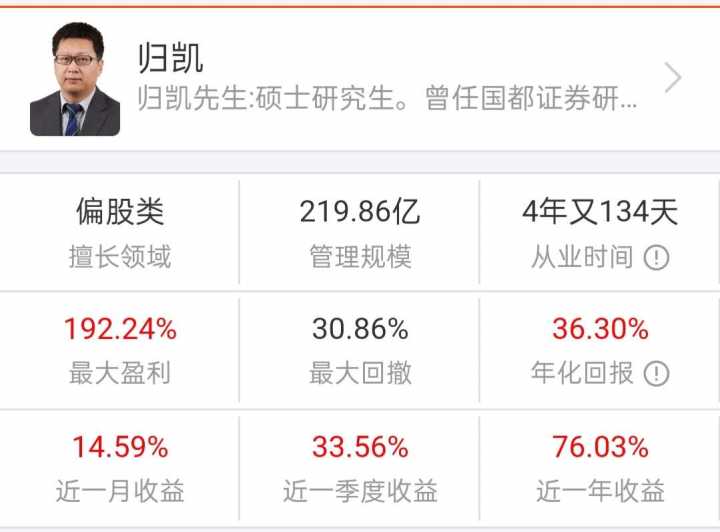 归凯
归凯先生:硕士研究生。曾任国都证券研...
偏股类
219.86亿
4年又134天
擅长领域
管理规模
从业时间
192.24%
30.86%
36.30%
最大盈利
最大回撤
年化回报
14.59%
33.56%
76.03%
近一月收益
近一季度收益
近一年收益